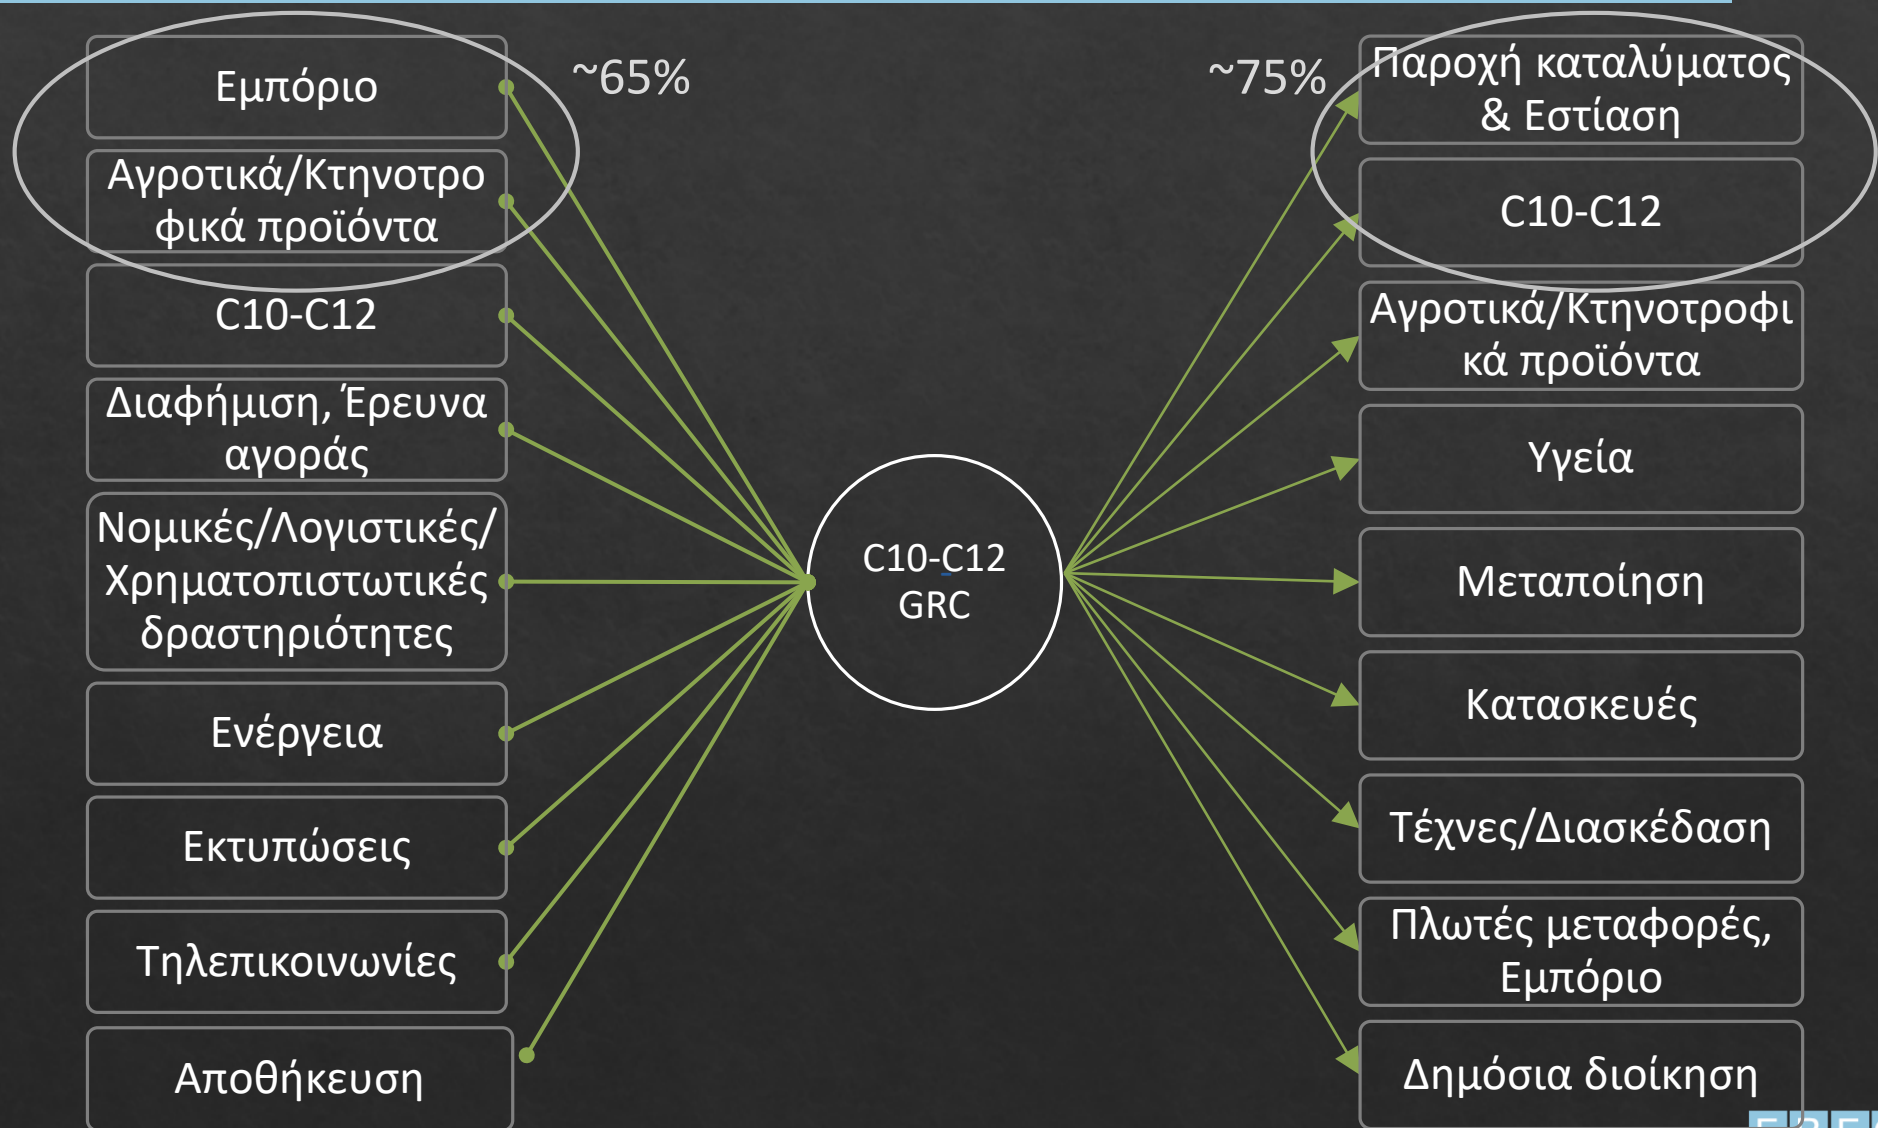 Εμπόριο
Αγροτικά/Κτηνοτρο
φικά προϊόντα
C10-C12
Διαφήμιση, Έρευνα
αγοράς
Νομικές/Λογιστικές/
Χρηματοπιστωτικές
δραστηριότητες
Ενέργεια
Εκτυπώσεις
Τηλεπικοινωνίες
Αποθήκευση
~65%
C10-C12
GRC
~75%
Παροχή καταλύματος
& Εστίαση
C10-C12
Αγροτικά/Κτηνοτροφι
κά προϊόντα
Υγεία
Μεταποίηση
Κατασκευές
Τέχνες/Διασκέδαση
Πλωτές μεταφορές,
Εμπόριο
Δημόσια διοίκηση